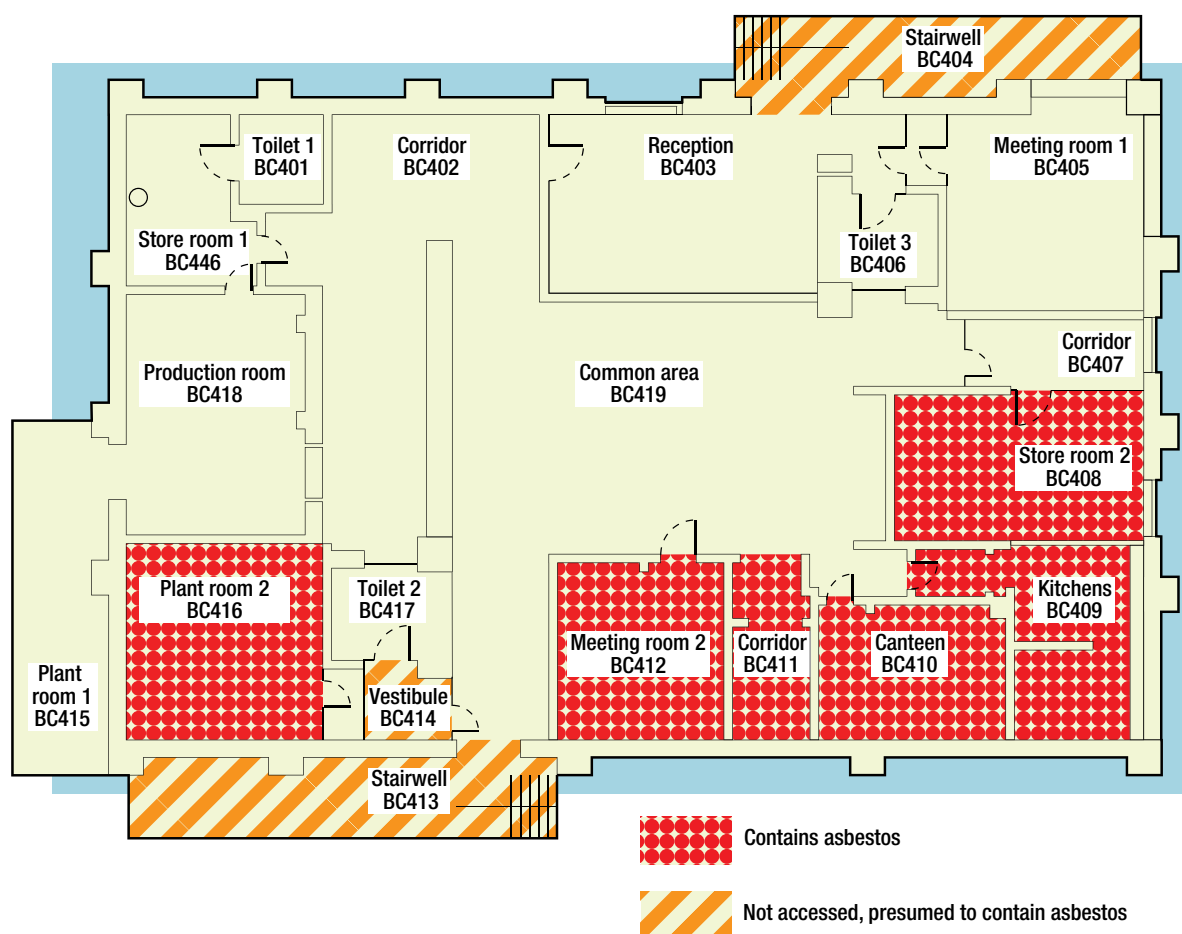 Stairwell
BC404
Toilet 1
BC401
Corridor
BC402
Reception
BC403
Meeting room 1
BC405
Store room 1
BC446
Toilet 3
BC406
Corridor
BC407
Production room
BC418
Common area
BC419
Store room 2
BC408
Plant room 2
BC416
Toilet 2
BC417
Kitchens
BC409
Meeting room 2
BC412
Corridor
BC411
Canteen
BC410
Plant
room 1
BC415
Vestibule
BC414
Stairwell
BC413
Contains asbestos
Not accessed, presumed to contain asbestos